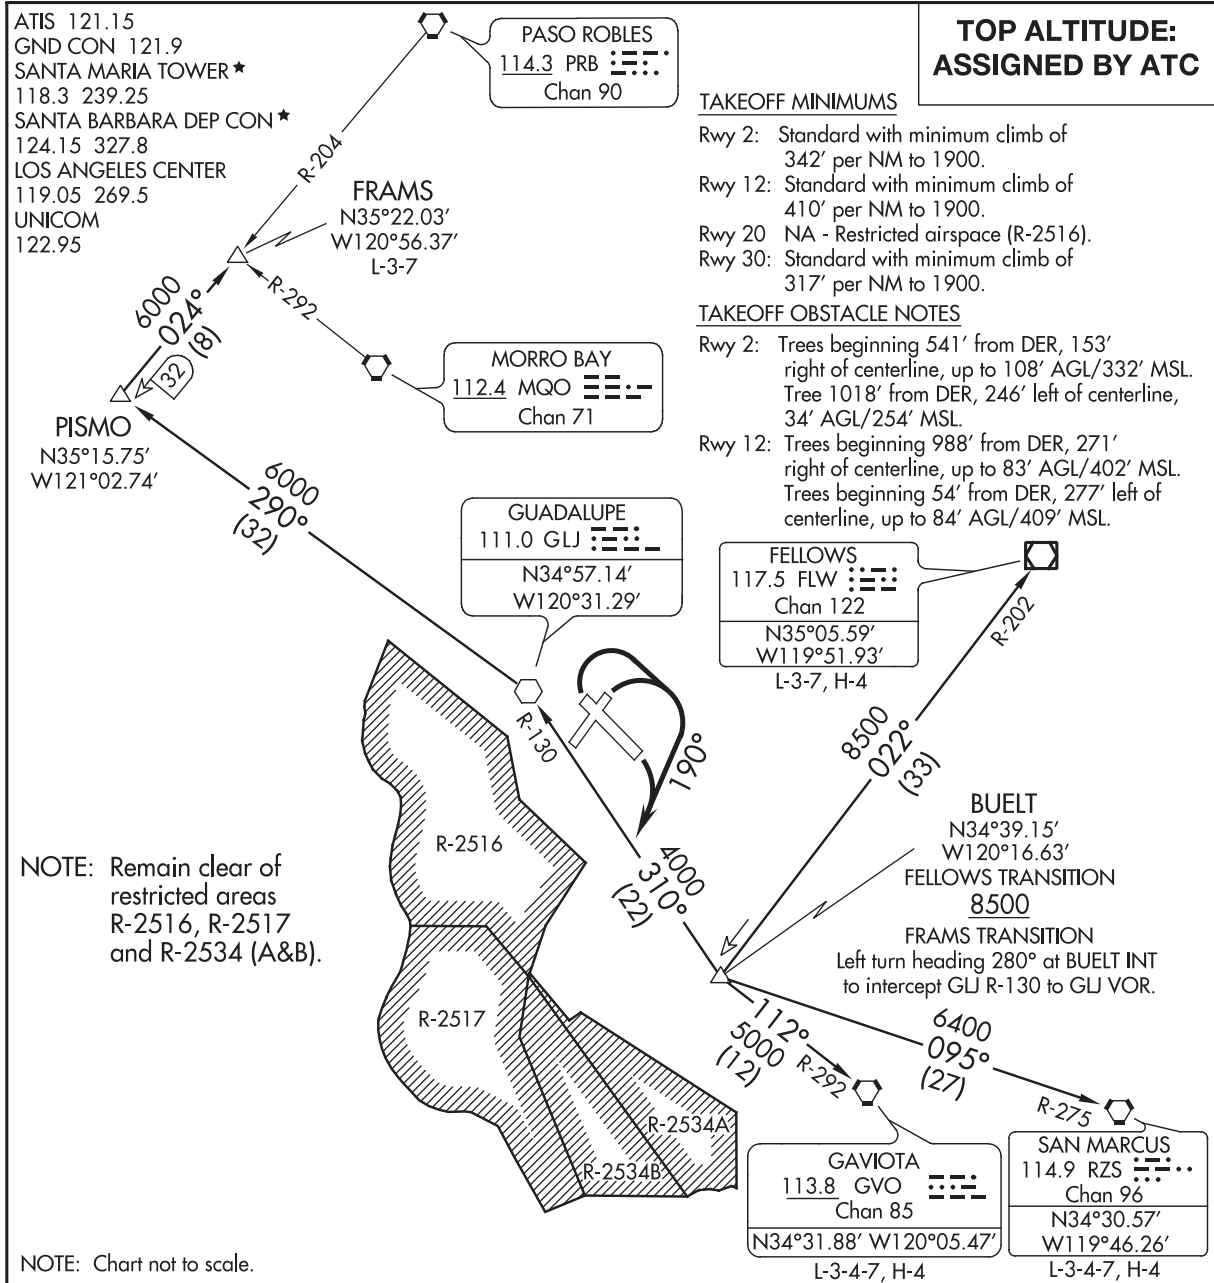 ATIS 121.15
GND CON 121.9
SANTA MARIA TOWER★
118.3 239.25
SANTA BARBARA DEP CON★
124.15 327.8
LOS ANGELES CENTER
119.05 269.5
UNICOM
122.95
PASO ROBLES
114.3 PRB
Chan 90
TOP ALTITUDE:
ASSIGNED BY ATC
TAKEOFF MINIMUMS
Rwy 2: Standard with minimum climb of
342' per NM to 1900.
Rwy 12: Standard with minimum climb of
410' per NM to 1900.
Rwy 20 NA - Restricted airspace (R-2516).
Rwy 30: Standard with minimum climb of
317' per NM to 1900.
TAKEOFF OBSTACLE NOTES
Rwy 2: Trees beginning 541' from DER, 153'
right of centerline, up to 108' AGL/332' MSL.
Tree 1018' from DER, 246' left of centerline,
34' AGL/254' MSL.
Rwy 12: Trees beginning 988' from DER, 271'
right of centerline, up to 83' AGL/402' MSL.
Trees beginning 54' from DER, 277' left of
centerline, up to 84' AGL/409' MSL.
R-204
FRAMS
N35°22.03'
W120°56.37'
L-3-7
R-292
6000
024°
(8)
32
MORRO BAY
112.4 MQO
Chan 71
PISMO
N35°15.75'
W121°02.74'
6000
290°
(32)
GUADALUPE
111.0 GLJ
N34°57.14'
W120°31.29'
FELLOWS
117.5 FLW
Chan 122
N35°05.59'
W119°51.93'
L-3-7, H-4
R-202
R-130
190°
8500
022°
(33)
BUELT
N34°39.15'
W120°16.63'
FELLOWS TRANSITION
8500
FRAMS TRANSITION
Left turn heading 280° at BUELT INT
to intercept GLJ R-130 to GLJ VOR.
4000
310°
(22)
R-2516
NOTE: Remain clear of
restricted areas
R-2516, R-2517
and R-2534 (A&B).
R-2517
112°
5000
(12)
R-292
6400
095°
(27)
R-275
R-2534A
R-2534B
GAVIOTA
113.8 GVO
Chan 85
N34°31.88' W120°05.47'
L-3-4-7, H-4
SAN MARCUS
114.9 RZS
Chan 96
N34°30.57'
W119°46.26'
L-3-4-7, H-4
NOTE: Chart not to scale.